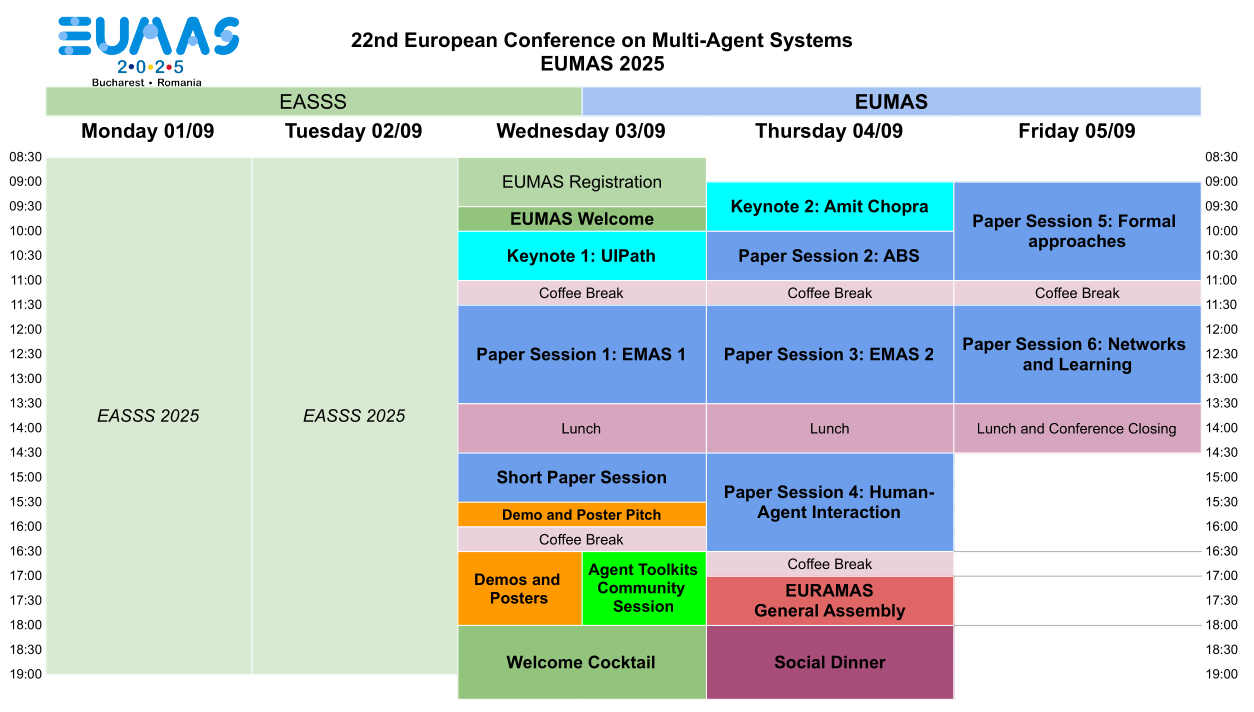 EUMAS
2•0•2•5
Bucharest • Romania
22nd European Conference on Multi-Agent Systems
EUMAS 2025
EASSS
EUMAS
Monday 01/09
Tuesday 02/09
Wednesday 03/09
Thursday 04/09
Friday 05/09
08:30
09:00
09:30
10:00
10:30
11:00
11:30
12:00
12:30
13:00
13:30
14:00
14:30
15:00
15:30
16:00
16:30
17:00
17:30
18:00
18:30
19:00
EASSS 2025
EASSS 2025
EUMAS Registration
EUMAS Welcome
Keynote 1: UIPath
Coffee Break
Paper Session 1: EMAS 1
Lunch
Short Paper Session
Demo and Poster Pitch
Coffee Break
Demos and
Posters
Agent Toolkits
Community
Session
Welcome Cocktail
Keynote 2: Amit Chopra
Paper Session 2: ABS
Coffee Break
Paper Session 3: EMAS 2
Lunch
Paper Session 4: Human-
Agent Interaction
Coffee Break
EURAMAS
General Assembly
Social Dinner
Paper Session 5: Formal
approaches
Coffee Break
Paper Session 6: Networks
and Learning
Lunch and Conference Closing
08:30
09:00
09:30
10:00
10:30
11:00
11:30
12:00
12:30
13:00
13:30
14:00
14:30
15:00
15:30
16:00
16:30
17:00
17:30
18:00
18:30
19:00